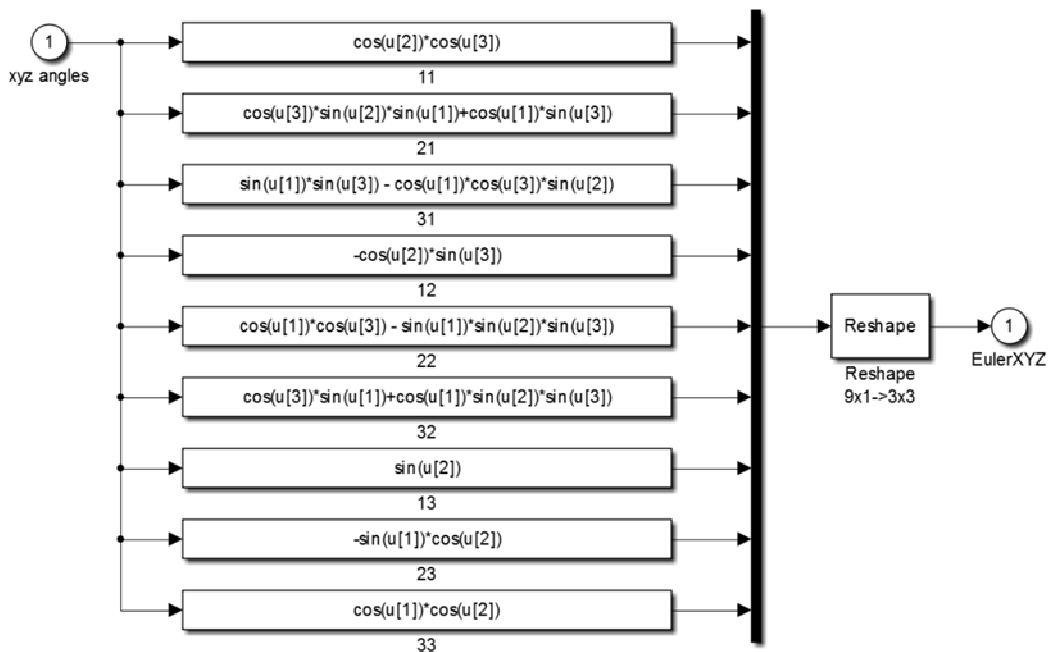 1
xyz angles
cos(u[2])*cos(u[3])
11
cos(u[3])*sin(u[2])*sin(u[1])+cos(u[1])*sin(u[3])
21
sin(u[1])*sin(u[3]) - cos(u[1])*cos(u[3])*sin(u[2])
31
-cos(u[2])*sin(u[3])
12
cos(u[1])*cos(u[3]) - sin(u[1])*sin(u[2])*sin(u[3])
22
cos(u[3])*sin(u[1])+cos(u[1])*sin(u[2])*sin(u[3])
32
sin(u[2])
13
-sin(u[1])*cos(u[2])
23
cos(u[1])*cos(u[2])
33
Reshape
Reshape
9x1->3x3
1
EulerXYZ